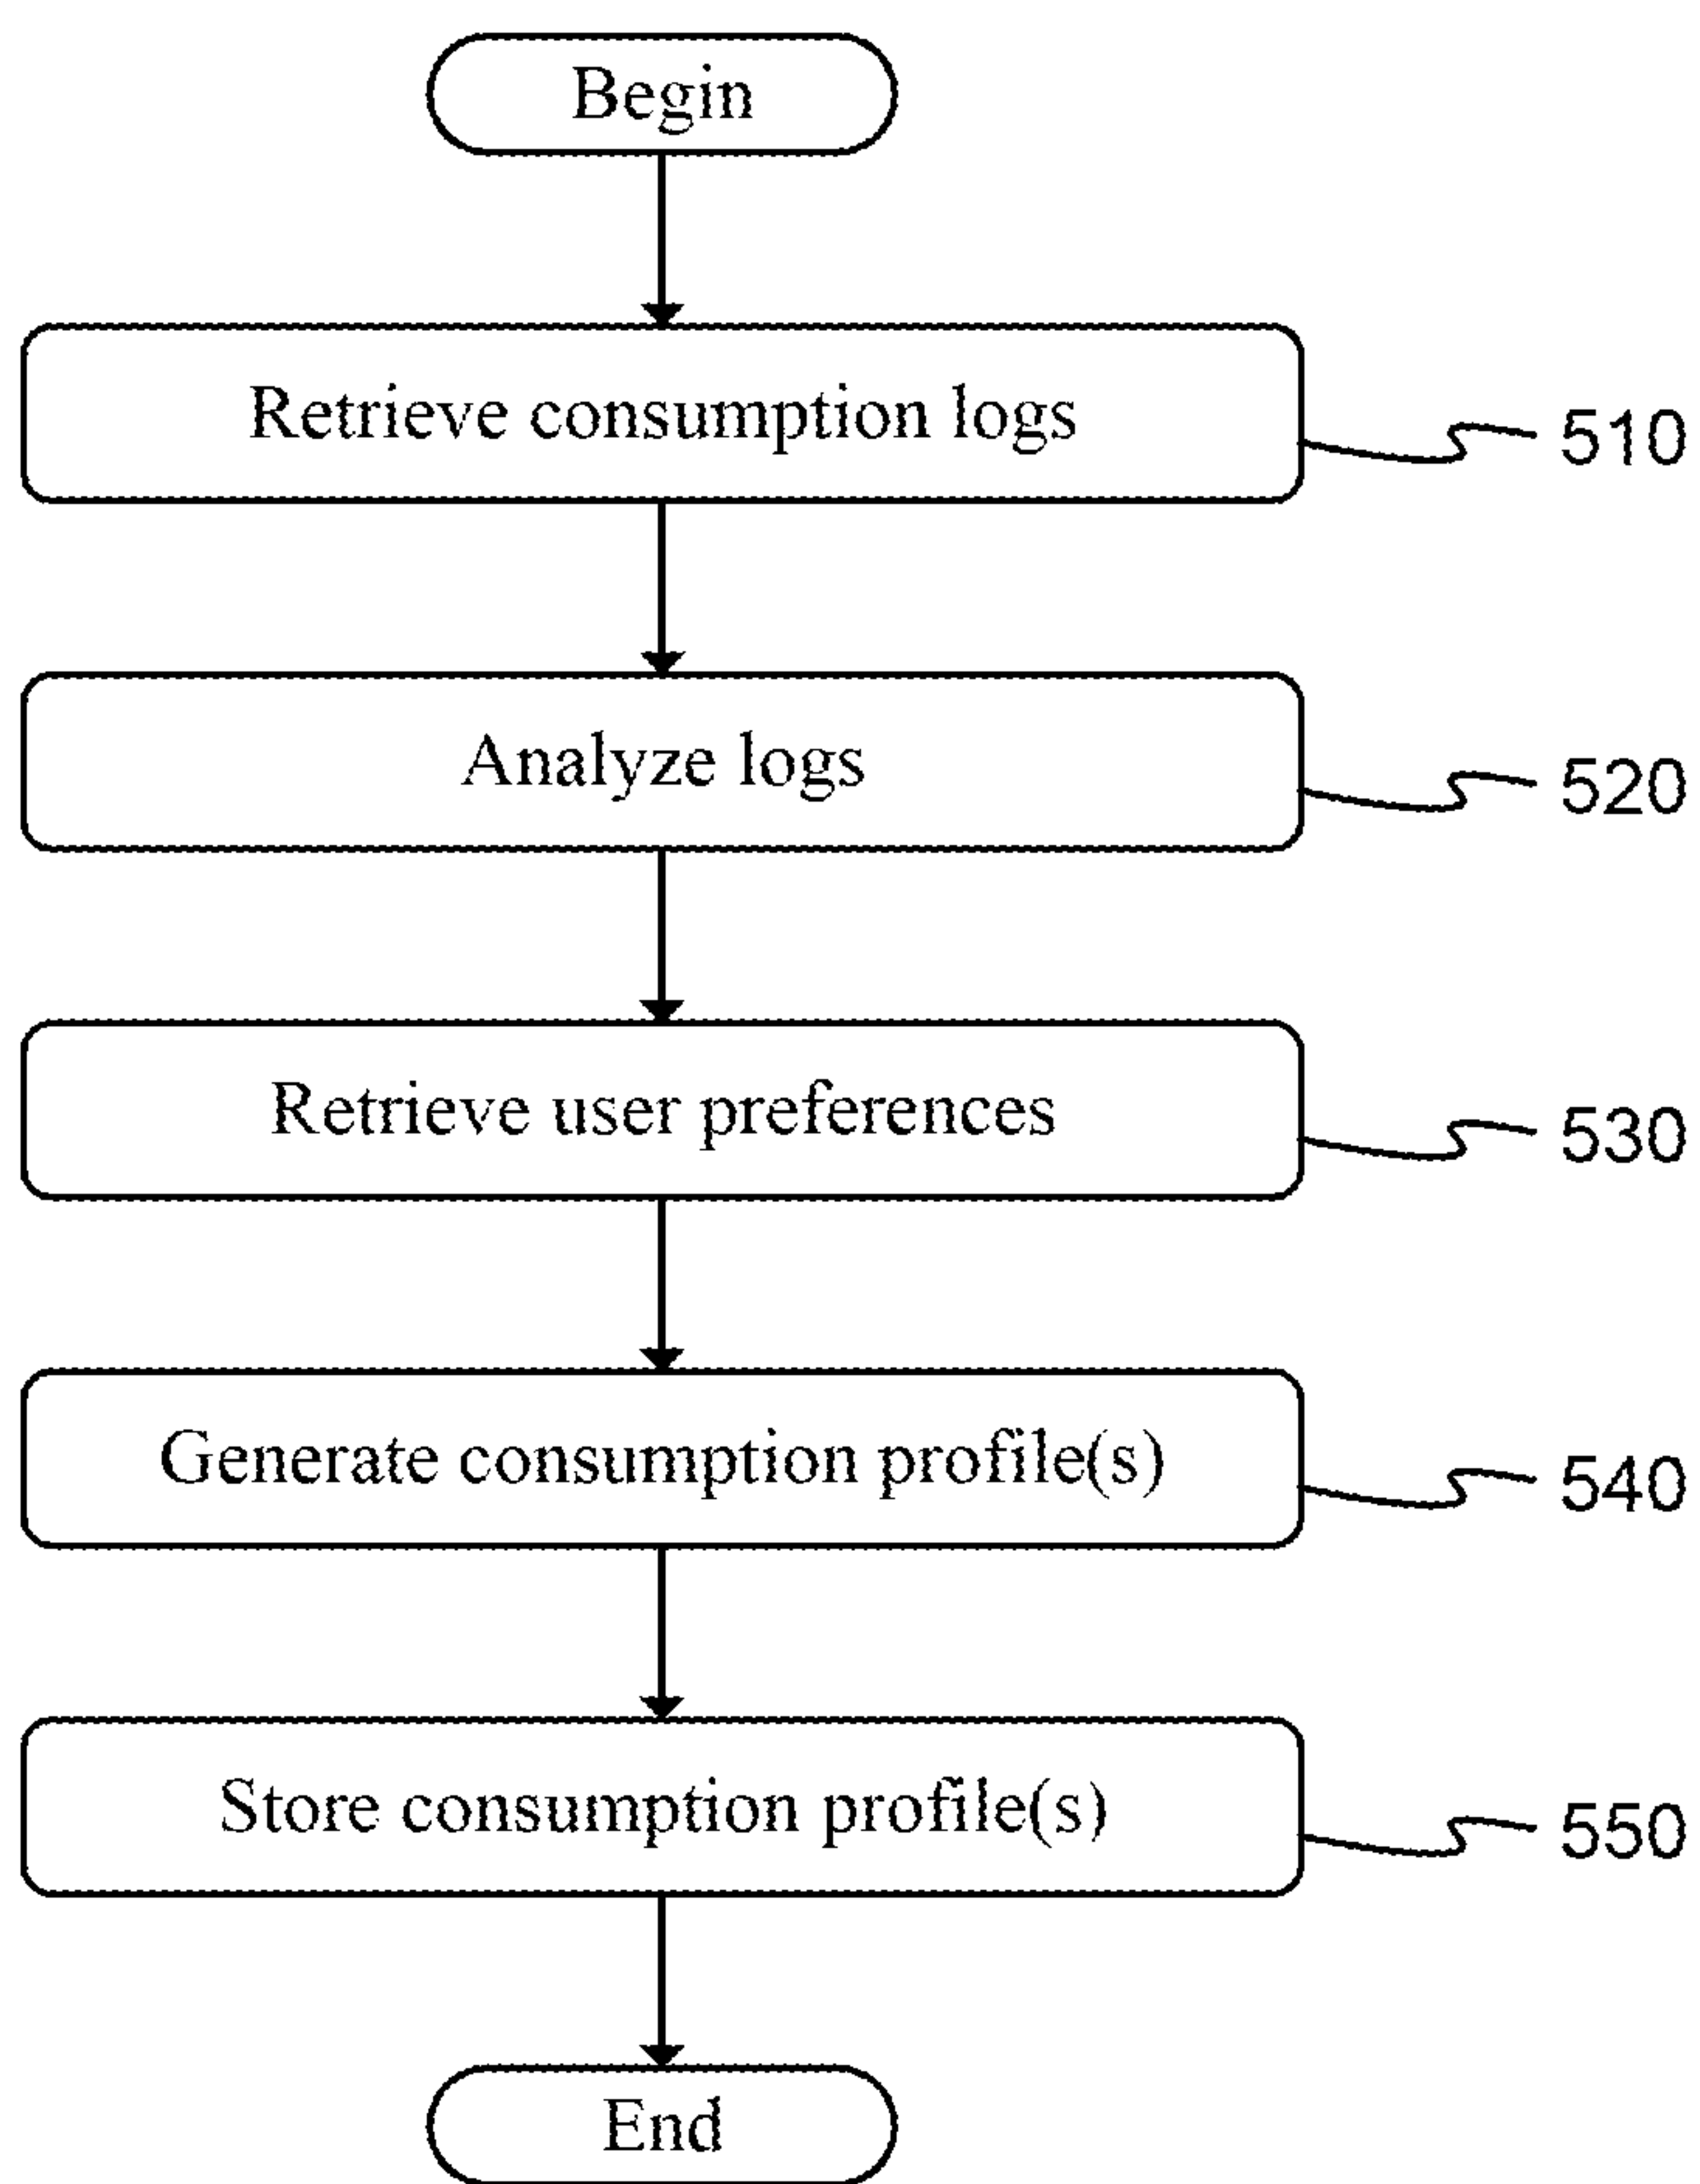 Begin
Retrieve consumption logs
510
Analyze logs
520
Retrieve user preferences
530
Generate consumption profile(s)
540
Store consumption profile(s)
550
End